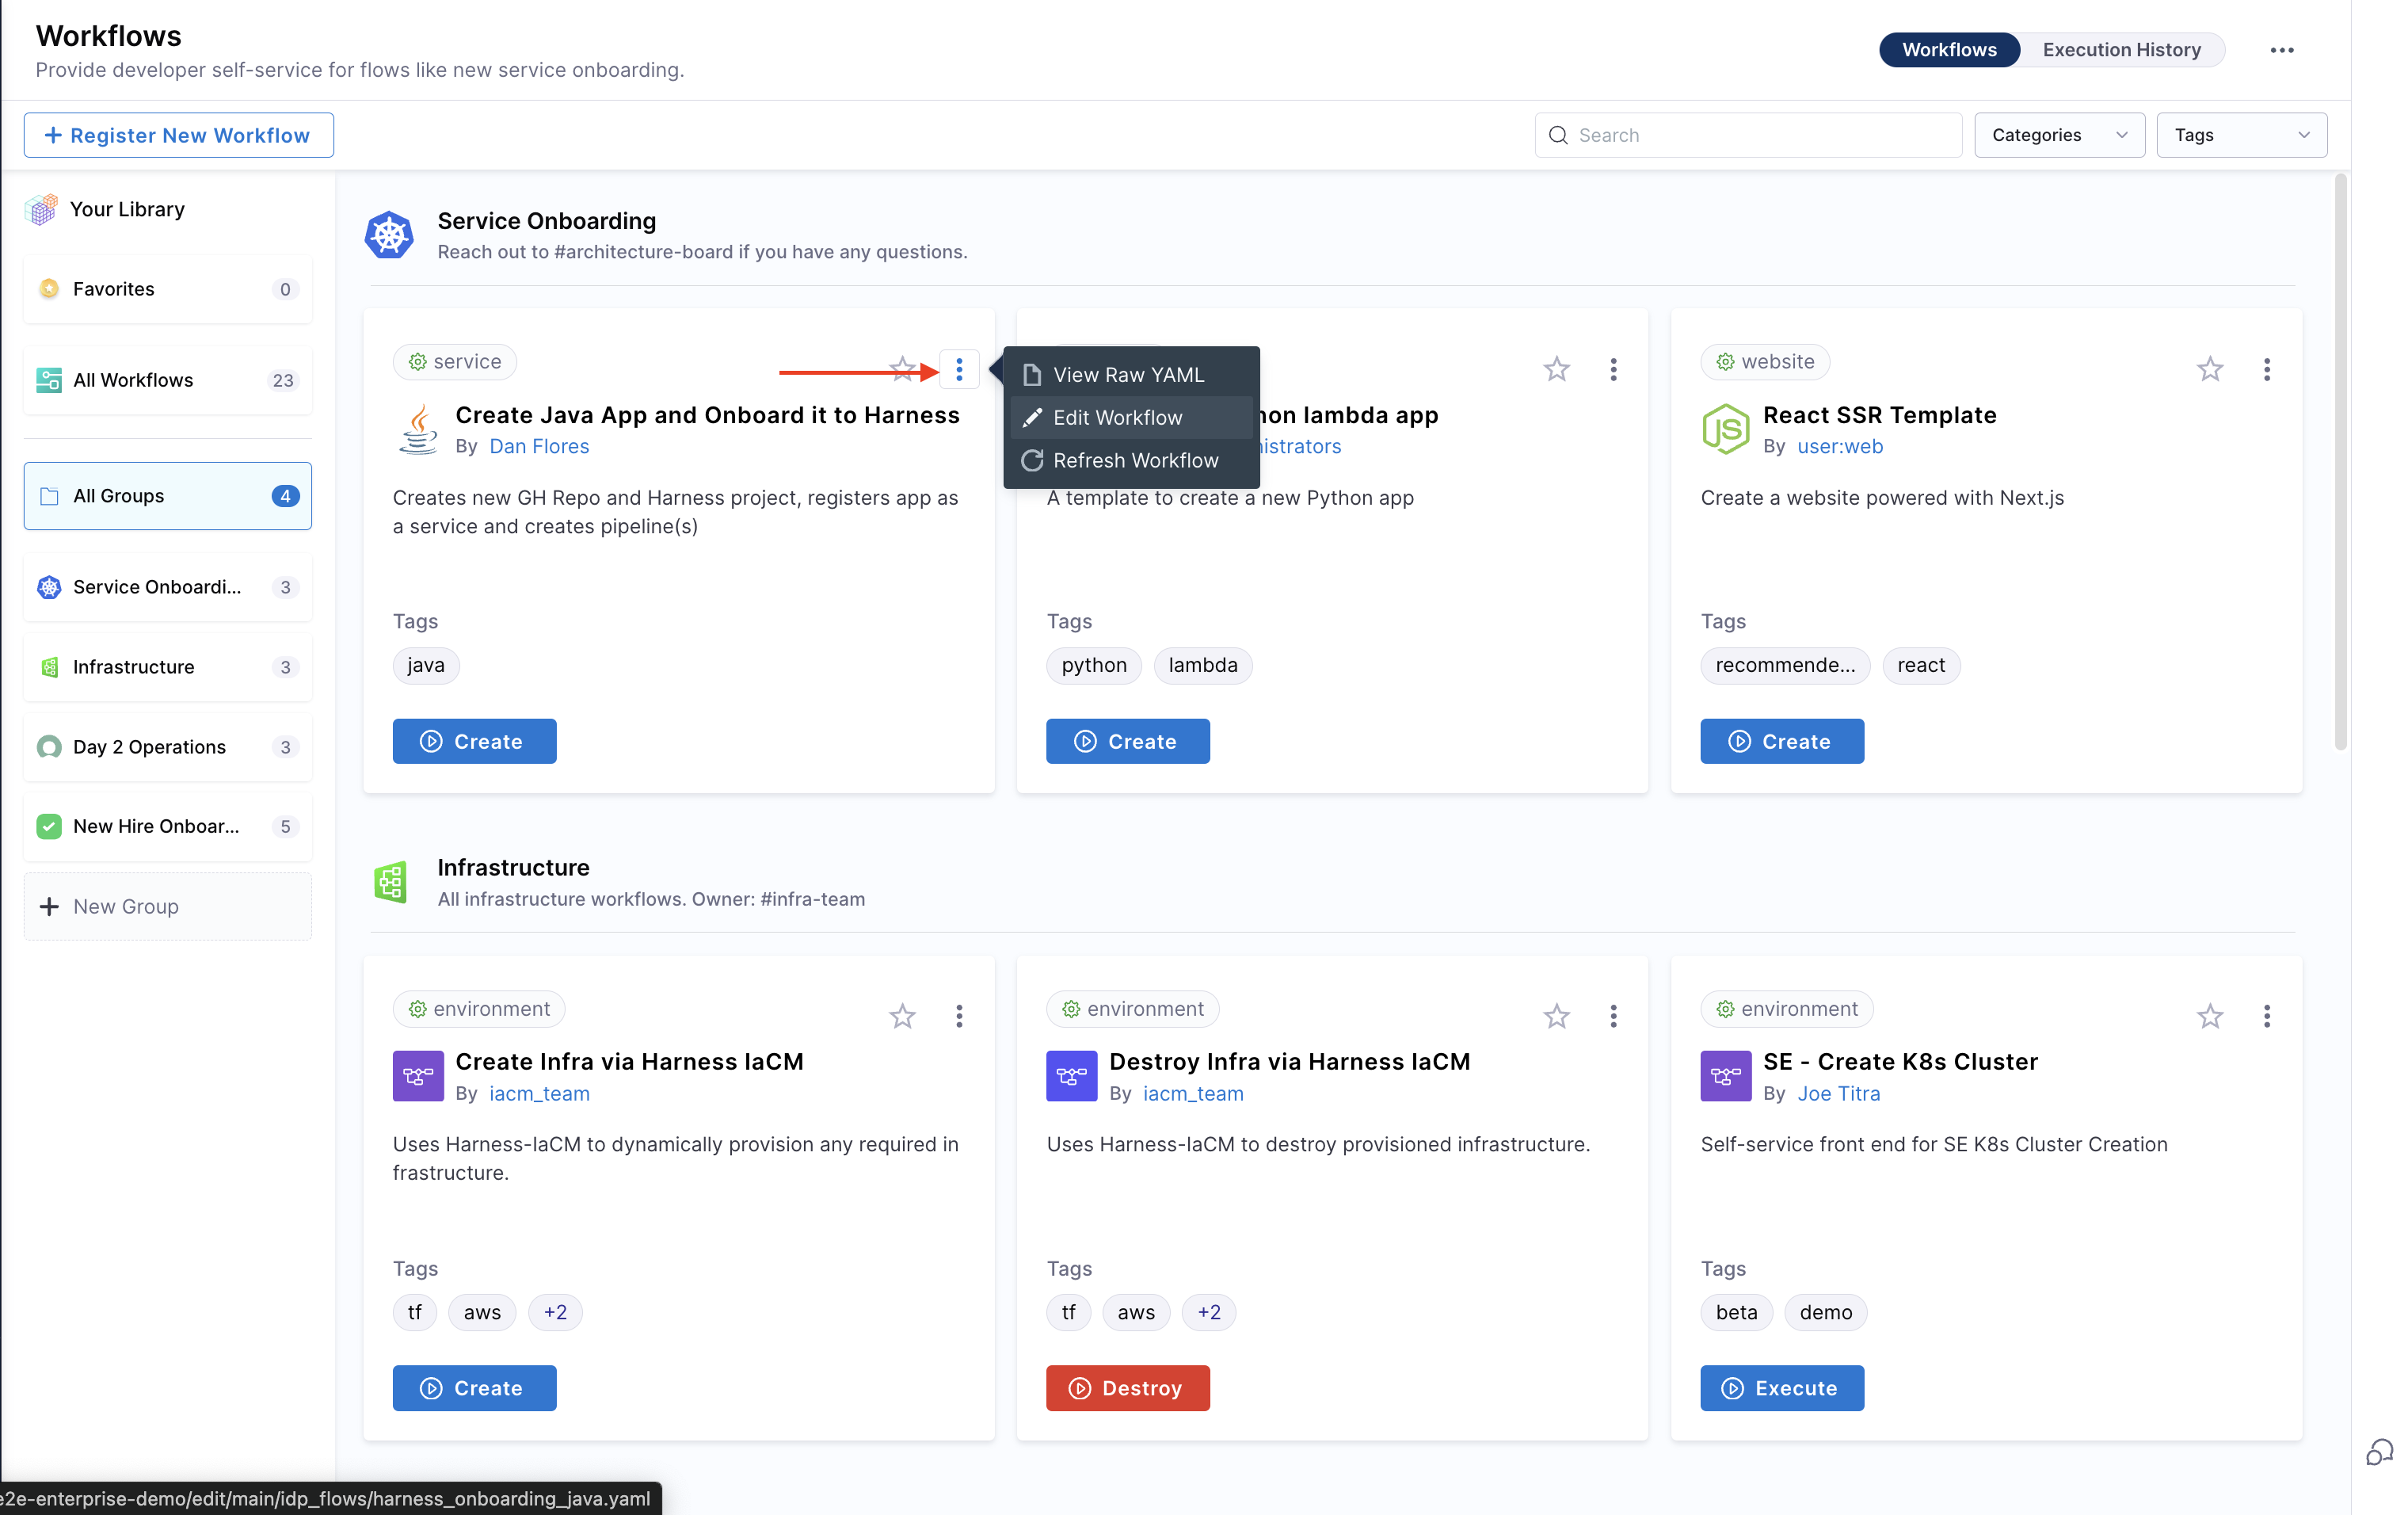 Workflows
Provide developer self-service for flows like new service onboarding.
Workflows
Execution History
Register New Workflow
Search
Categories
Tags
Your Library
Favorites
0
All Workflows
23
All Groups
4
Service Onboardi...
3
Infrastructure
3
Day 2 Operations
3
New Hire Onboar...
5
New Group
Service Onboarding
Reach out to #architecture-board if you have any questions.
service
Create Java App and Onboard it to Harness
By Dan Flores
Creates new GH Repo and Harness project, registers app as
a service and creates pipeline(s)
Tags
java
Create
View Raw YAML
Edit Workflow
Refresh Workflow
lambda app
A template to create a new Python app
Tags
python
lambda
Create
website
React SSR Template
By user:web
Create a website powered with Next.js
Tags
recommende...
react
Create
Infrastructure
All infrastructure workflows. Owner: #infra-team
environment
Create Infra via Harness IaCM
By iacm_team
Uses Harness-IaCM to dynamically provision any required in
frastructure.
Tags
tf
aws
+2
Create
environment
Destroy Infra via Harness IaCM
By iacm_team
Uses Harness-IaCM to destroy provisioned infrastructure.
Tags
tf
aws
+2
Destroy
environment
SE - Create K8s Cluster
By Joe Titra
Self-service front end for SE K8s Cluster Creation
Tags
beta
demo
Execute
e2e-enterprise-demo/edit/main/idp_flows/harness_onboarding_java.yaml